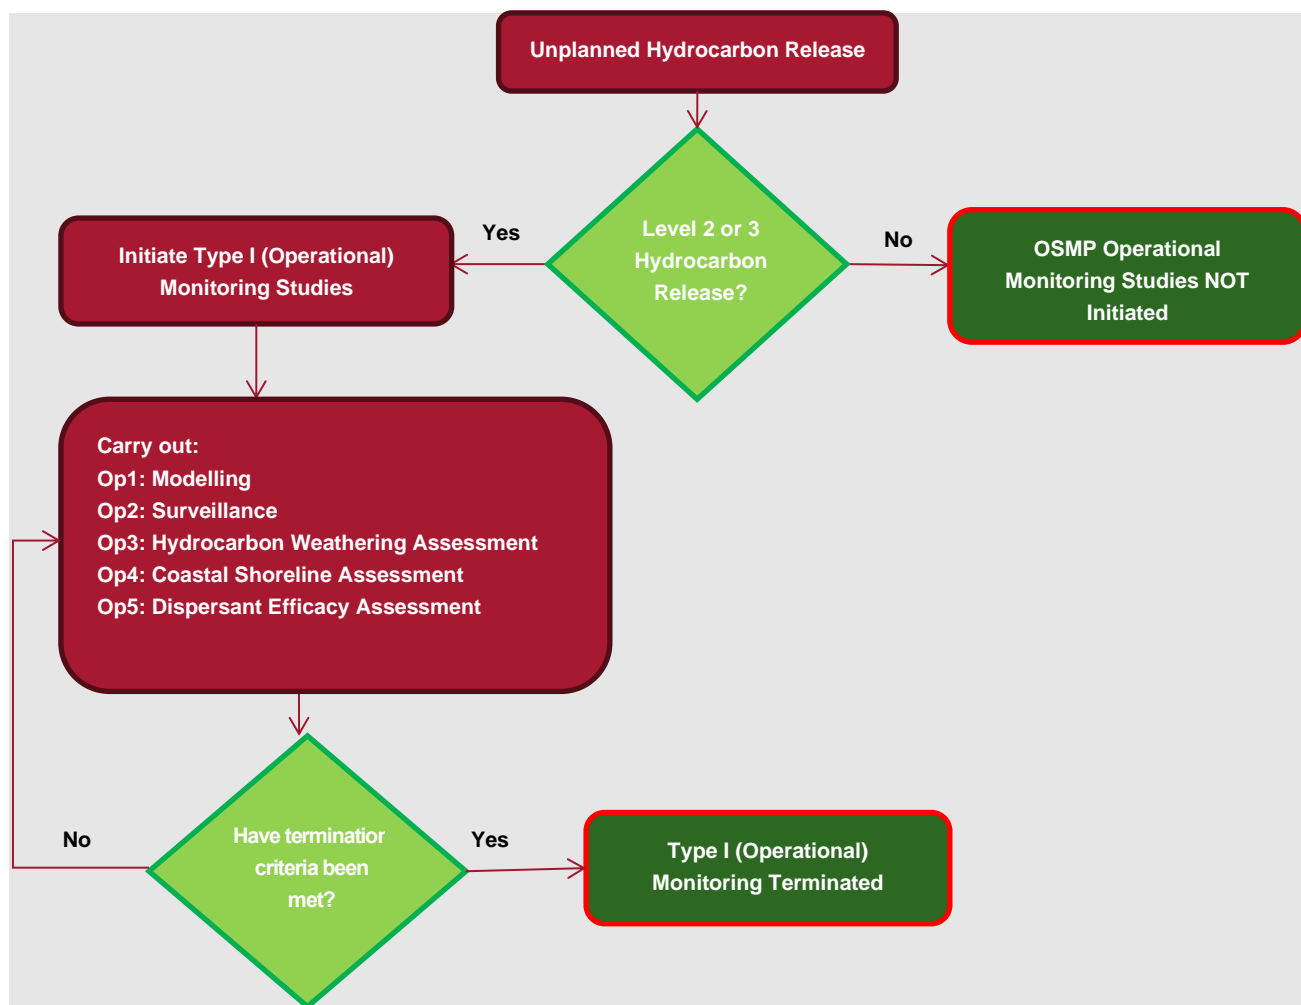 Unplanned Hydrocarbon Release
Level 2 or 3
Hydrocarbon
Release?
Yes
No
Initiate Type I (Operational)
Monitoring Studies
OSMP Operational
Monitoring Studies NOT
Initiated
Carry out:
Op1: Modelling
Op2: Surveillance
Op3: Hydrocarbon Weathering Assessment
Op4: Coastal Shoreline Assessment
Op5: Dispersant Efficacy Assessment
Have terminatior
criteria been
met?
No
Yes
Type I (Operational)
Monitoring Terminated